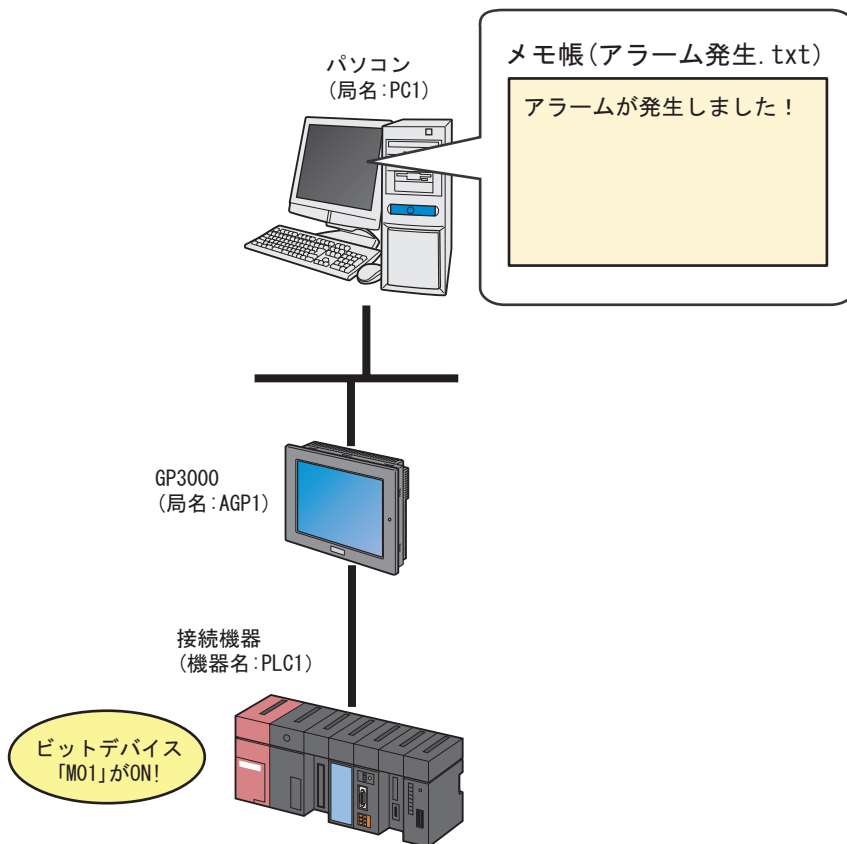 パソコン
（局名：PC1）
メモ帳（アラーム発生.txt）
アラームが発生しました！
GP3000
（局名：AGP1）
接続機器
（機器名：PLC1）
ビットデバイス
「M01」がON!